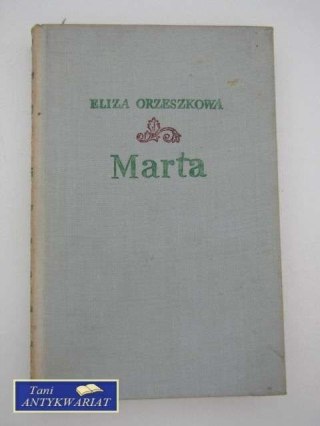 ELIZA ORZESZKOWA
Marta
Tani
ANTYKWARIAT